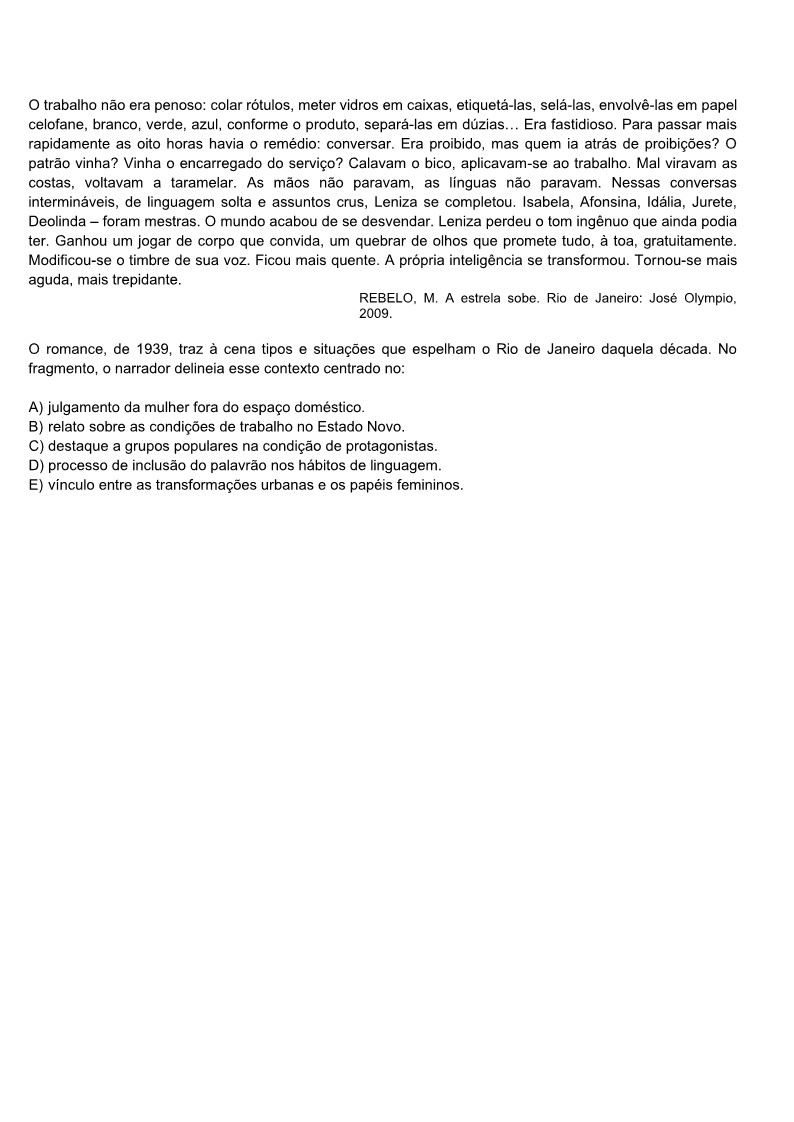 O trabalho não era penoso: colar rótulos, meter vidros em caixas, etiquetá-las, selá-las, envolvê-las em papel
celofane, branco, verde, azul, conforme o produto, separá-las em dúzias… Era fastidioso. Para passar mais
rapidamente as oito horas havia o remédio: conversar. Era proibido, mas quem ia atrás de proibições? O
patrão vinha? Vinha o encarregado do serviço? Calavam o bico, aplicavam-se ao trabalho. Mal viravam as
costas, voltavam a taramelar. As mãos não paravam, as línguas não paravam. Nessas conversas
intermináveis, de linguagem solta e assuntos crus, Leniza se completou. Isabela, Afonsina, Idália, Jurete,
Deolinda – foram mestras. O mundo acabou de se desvendar. Leniza perdeu o tom ingênuo que ainda podia
ter. Ganhou um jogar de corpo que convida, um quebrar de olhos que promete tudo, à toa, gratuitamente.
Modificou-se o timbre de sua voz. Ficou mais quente. A própria inteligência se transformou. Tornou-se mais
aguda, mais trepidante.
REBELO, M. A estrela sobe. Rio de Janeiro: José Olympio,
2009.
O romance, de 1939, traz à cena tipos e situações que espelham o Rio de Janeiro daquela década. No
fragmento, o narrador delineia esse contexto centrado no:
A) julgamento da mulher fora do espaço doméstico.
B) relato sobre as condições de trabalho no Estado Novo.
C) destaque a grupos populares na condição de protagonistas.
D) processo de inclusão do palavrão nos hábitos de linguagem.
E) vínculo entre as transformações urbanas e os papéis femininos.